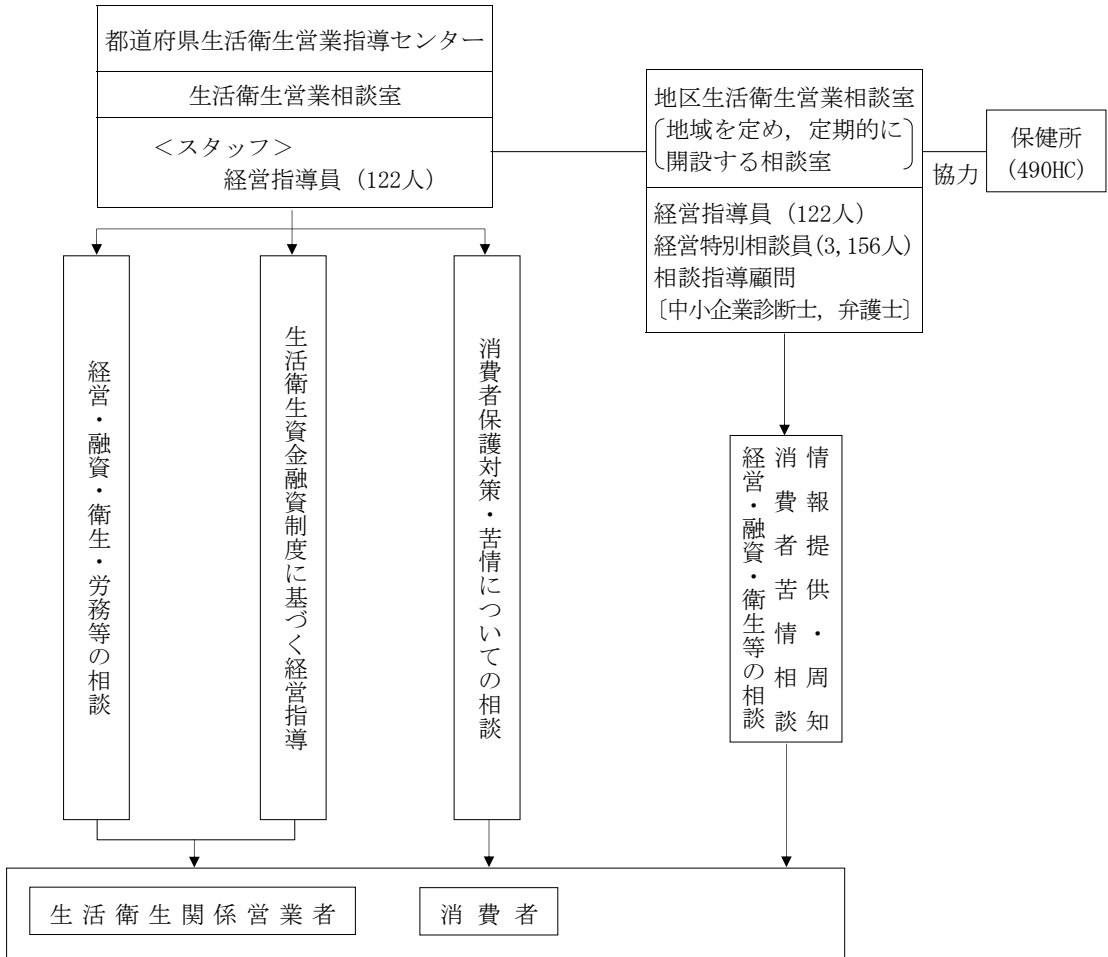 都道府県生活衛生営業指導センター
生活衛生営業相談室
＜スタッフ＞
経営指導員（122人）
地区生活衛生営業相談室
〔地域を定め，定期的に
開設する相談室〕
経営指導員（122人）
経営特別相談員(3,156人)
相談指導顧問
〔中小企業診断士，弁護士〕
協力
保健所
(490HC)
経営・融資・衛生・労務等の相談
生活衛生資金融資制度に基づく経営指導
消費者保護対策・苦情についての相談
情報提供・周知
消費者苦情相談
経営・融資・衛生等の相談
生活衛生関係営業者
消費者